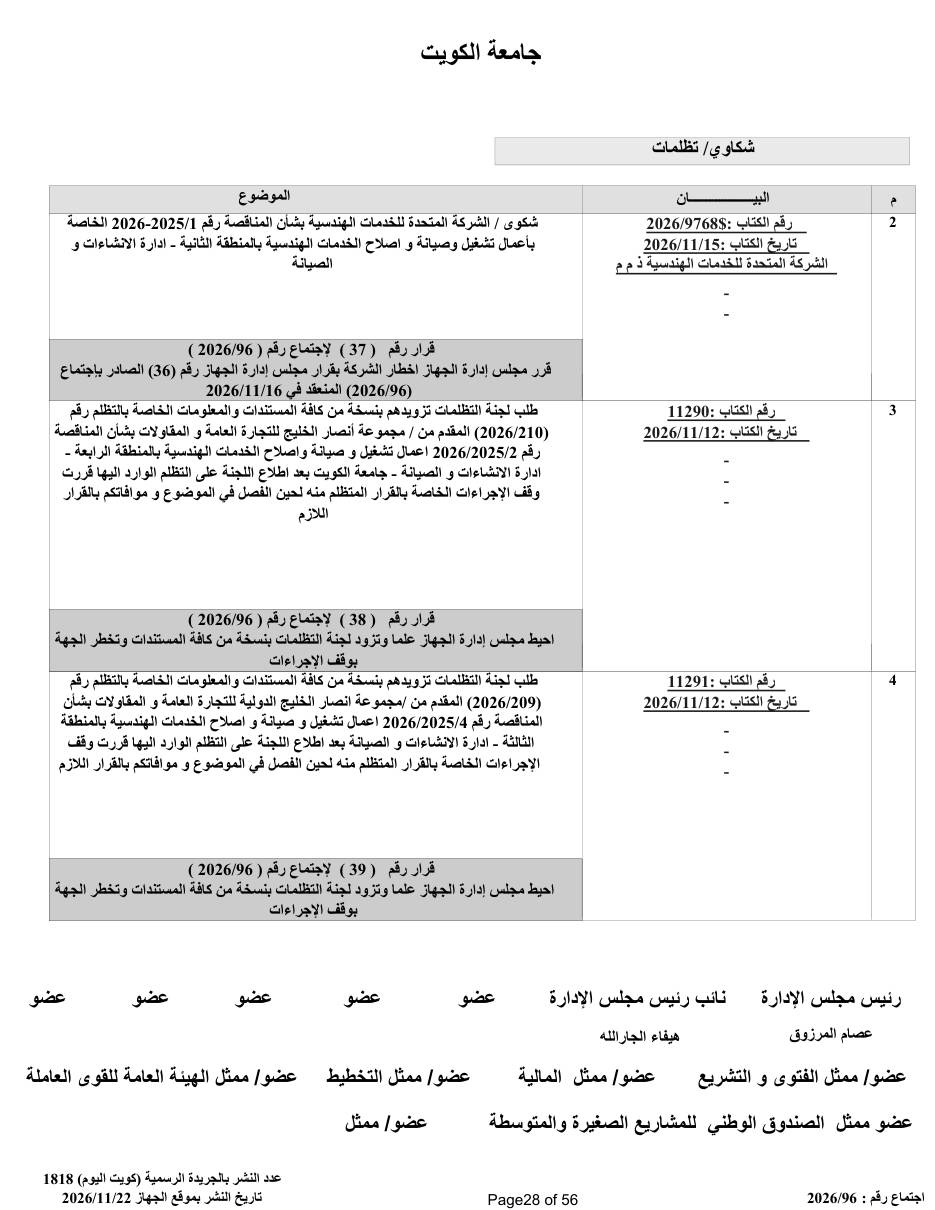 جامعة الكويت
شكاوي/ تظلمات
م
البيـــــــــــــــان
الموضوع
2
رقم الكتاب :$2026/9768
تاريخ الكتاب :2026/11/15
الشركة المتحدة للخدمات الهندسية ذ م م
-
-
شكوى / الشركة المتحدة للخدمات الهندسية بشأن المناقصة رقم 2025/1-2026 الخاصة
بأعمال تشغيل وصيانة و اصلاح الخدمات الهندسية بالمنطقة الثانية - ادارة الانشاءات و
الصيانة
قرار رقم ( 37 ) لإجتماع رقم ( 2026/96 )
قرر مجلس إدارة الجهاز اخطار الشركة بقرار مجلس إدارة الجهاز رقم (36) الصادر بإجتماع
(2026/96) المنعقد في 2026/11/16
3
رقم الكتاب :11290
تاريخ الكتاب :2026/11/12
-
-
-
طلب لجنة التظلمات تزويدهم بنسخة من كافة المستندات والمعلومات الخاصة بالتظلم رقم
(2026/210) المقدم من / مجموعة أنصار الخليج للتجارة العامة و المقاولات بشأن المناقصة
رقم 2026/2025/2 اعمال تشغيل و صيانة واصلاح الخدمات الهندسية بالمنطقة الرابعة -
ادارة الانشاءات و الصيانة - جامعة الكويت بعد اطلاع اللجنة على التظلم الوارد اليها قررت
وقف الإجراءات الخاصة بالقرار المتظلم منه لحين الفصل في الموضوع و موافاتكم بالقرار
اللازم
قرار رقم ( 38 ) لإجتماع رقم ( 2026/96 )
احيط مجلس إدارة الجهاز علما وتزود لجنة التظلمات بنسخة من كافة المستندات وتخطر الجهة
بوقف الإجراءات
4
رقم الكتاب :11291
تاريخ الكتاب :2026/11/12
-
-
-
طلب لجنة التظلمات تزويدهم بنسخة من كافة المستندات والمعلومات الخاصة بالتظلم رقم
(2026/209) المقدم من /مجموعة انصار الخليج الدولية للتجارة العامة و المقاولات بشأن
المناقصة رقم 2026/2025/4 اعمال تشغيل و صيانة و اصلاح الخدمات الهندسية بالمنطقة
الثالثة - ادارة الانشاءات و الصيانة بعد اطلاع اللجنة على التظلم الوارد اليها قررت وقف
الإجراءات الخاصة بالقرار المتظلم منه لحين الفصل في الموضوع و موافاتكم بالقرار اللازم
قرار رقم ( 39 ) لإجتماع رقم ( 2026/96 )
احيط مجلس إدارة الجهاز علما وتزود لجنة التظلمات بنسخة من كافة المستندات وتخطر الجهة
بوقف الإجراءات
رئيس مجلس الإدارة نائب رئيس مجلس الإدارة عضو عضو عضو عضو عضو
عصام المرزوق هيفاء الجارالله
عضو/ ممثل الفتوى و التشريع عضو/ ممثل المالية عضو/ ممثل التخطيط عضو/ ممثل الهيئة العامة للقوى العاملة
عضو ممثل الصندوق الوطني للمشاريع الصغيرة والمتوسطة عضو/ ممثل
عدد النشر بالجريدة الرسمية (كويت اليوم) 1818
اجتماع رقم : 2026/96 Page28 of 56 تاريخ النشر بموقع الجهاز 2026/11/22